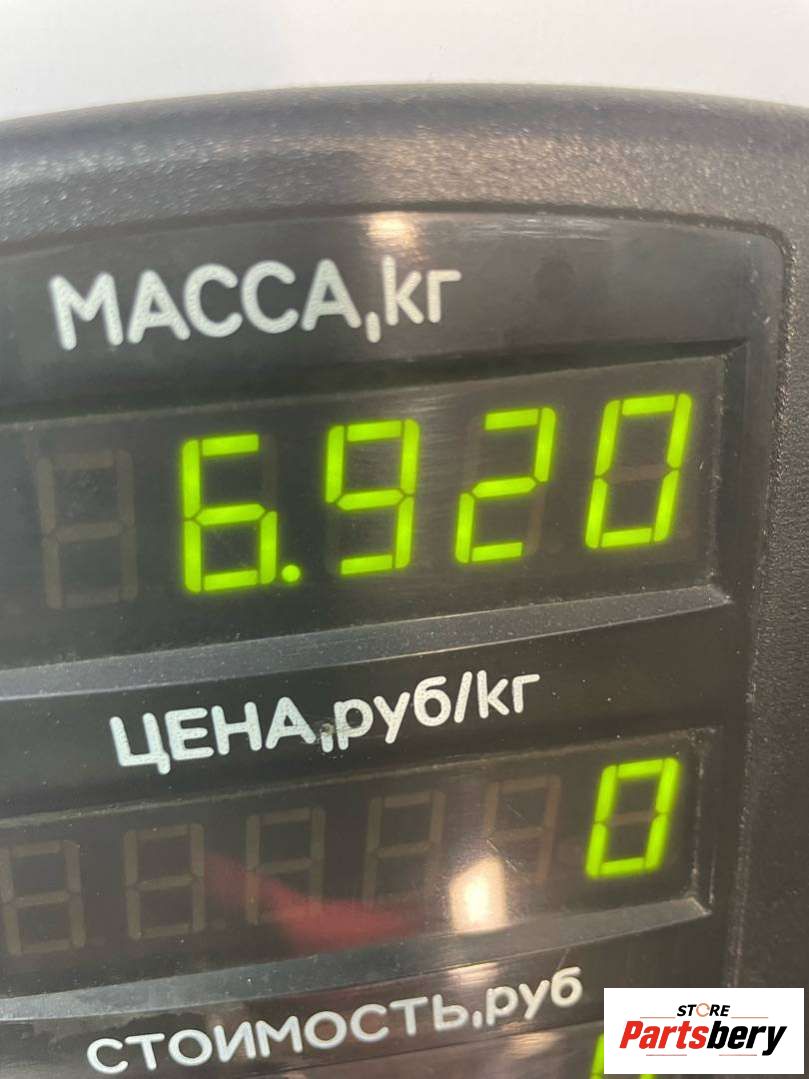 МАССА,кг
6.920
ЦЕНА,руб/кг
0
СТОИМОСТЬ,руб
STORE
Partsbery